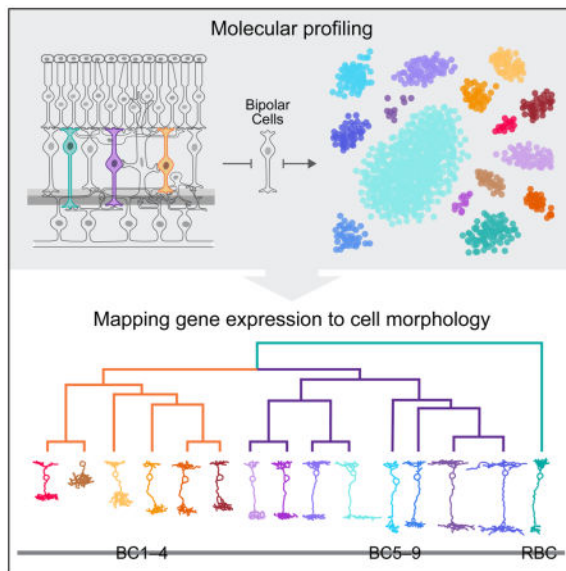 Molecular profiling
Bipolar
Cells
Mapping gene expression to cell morphology
BC1–4
BC5–9
RBC